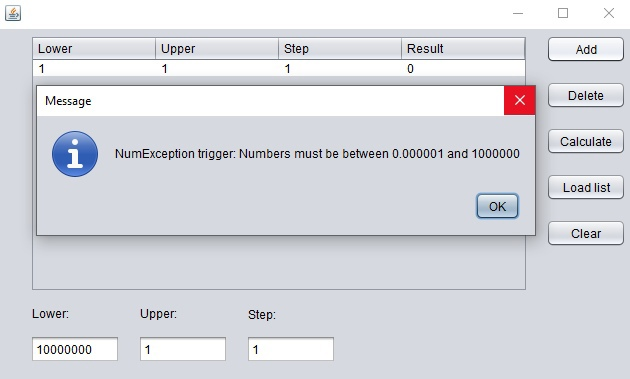 Lower Upper Step Result Add
1 1 1 0
Message
Delete
NumException trigger: Numbers must be between 0.000001 and 1000000
Calculate
Load list
OK
Clear
Lower: Upper: Step:
10000000 1 1